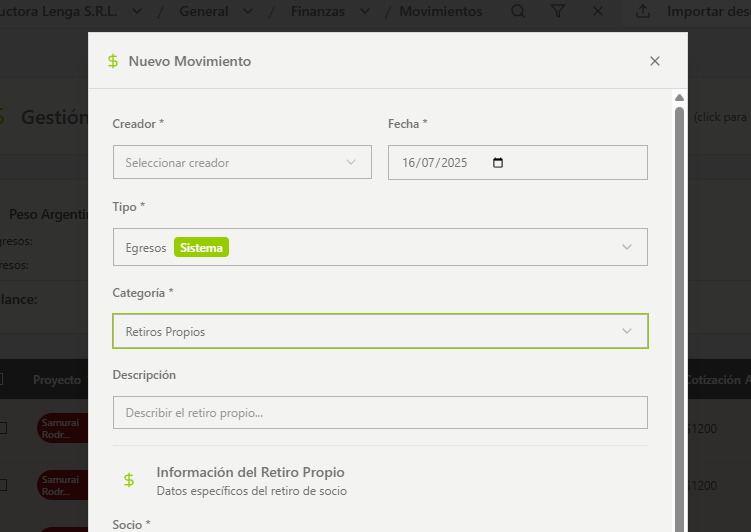 uctora Lenga S.R.L. / General / Finanzas / Movimientos Importar des
$ Nuevo Movimiento
$ Gestión (click para
Creador * Fecha *
Seleccionar creador 16/07/2025
Tipo *
Peso Argenti
Egresos Sistema
gresos:
resos:
Categoría *
lance:
Retiros Propios
Descripción
Proyecto Cotización A
Describir el retiro propio...
Samurai
Rodr...
$1200
$ Información del Retiro Propio
Datos específicos del retiro de socio
Samurai
Rodr...
$1200
Socio *